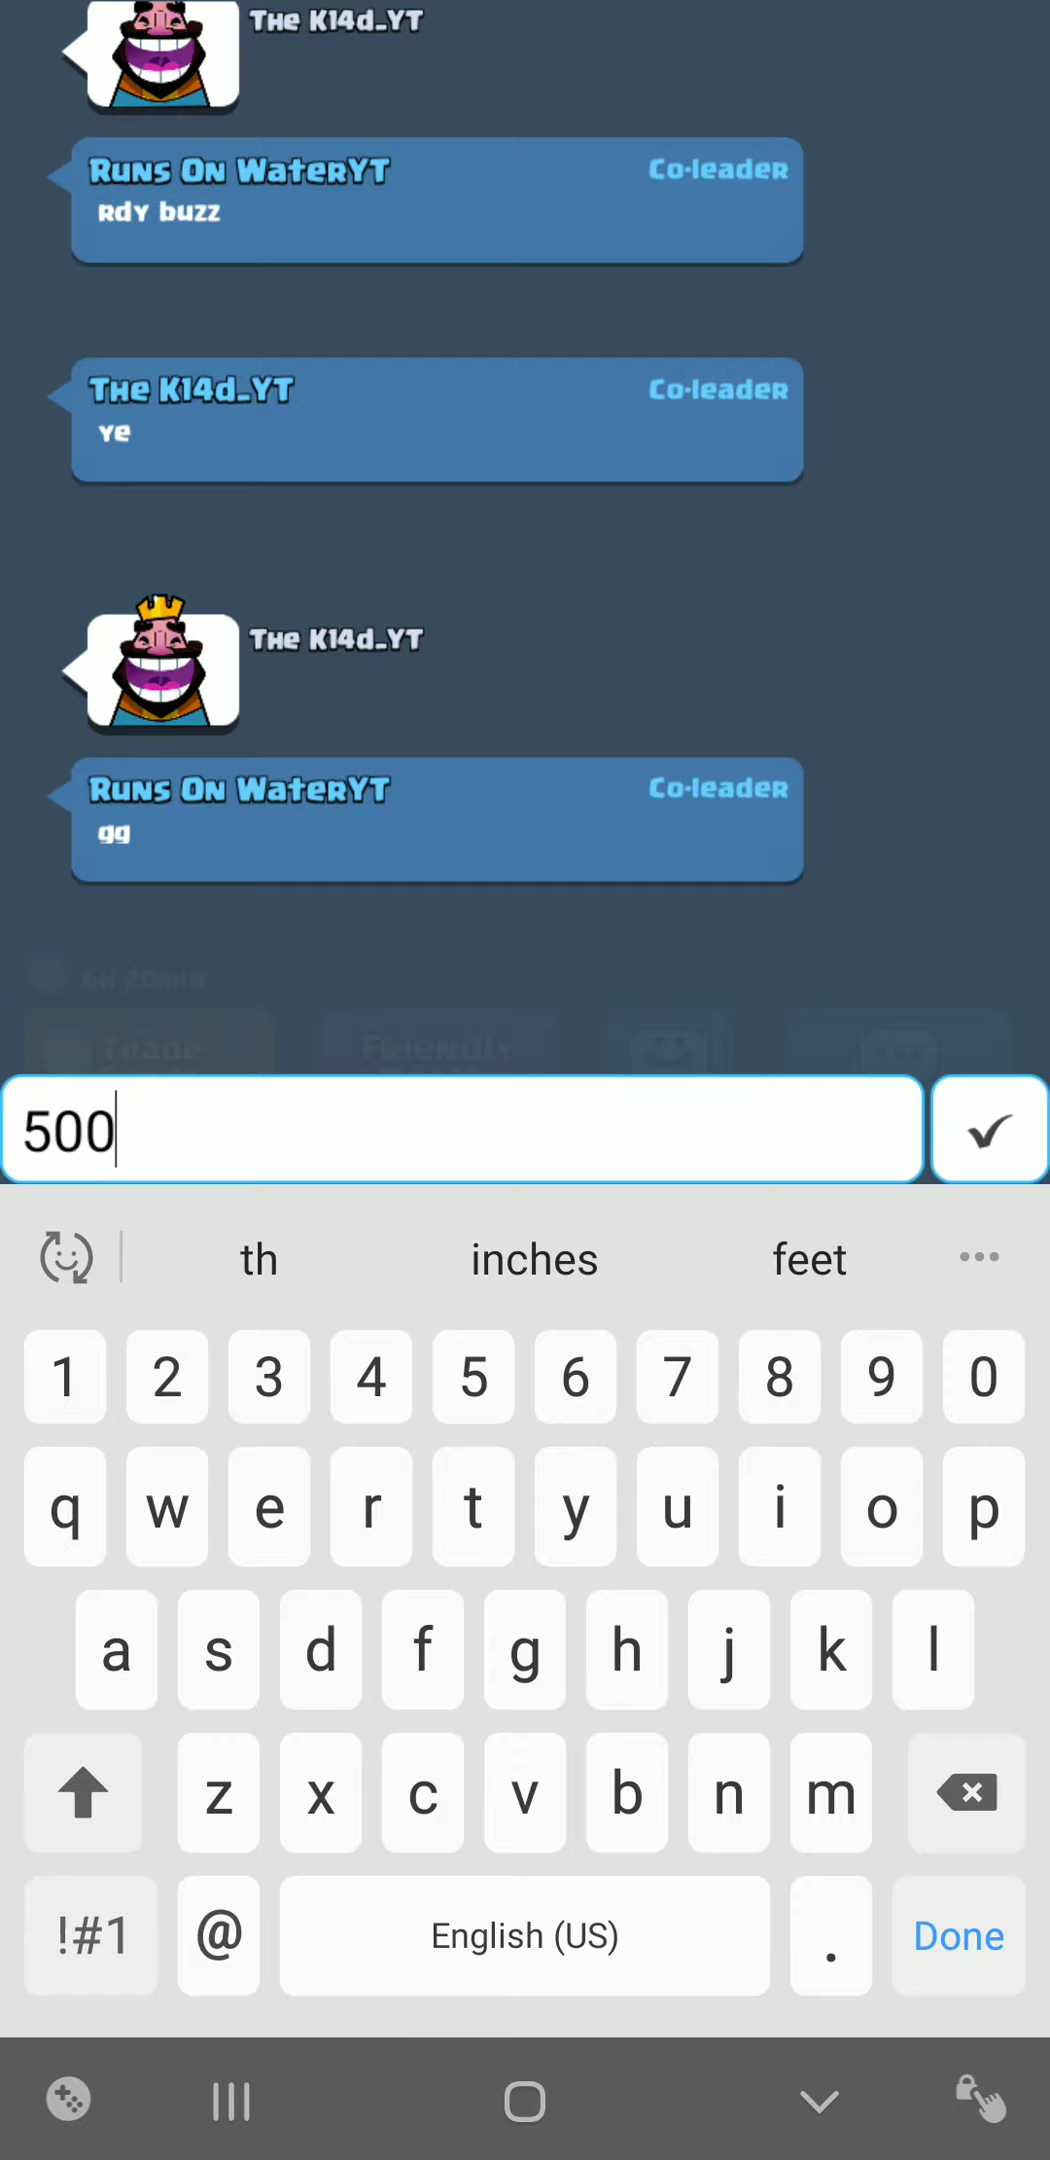 The K14d_YT
Runs On WaterYT Co-leader
rdy buzz
The K14d_YT Co-leader
Ye
The K14d_YT
Runs On WaterYT Co-leader
gg
Trade
Friendly
500
th inches feet
1 2 3 4 5 6 7 8 9 0
q w e r t y u i o p
a s d f g h j k l
z x c v b n m
!#1 @ English (US) . Done